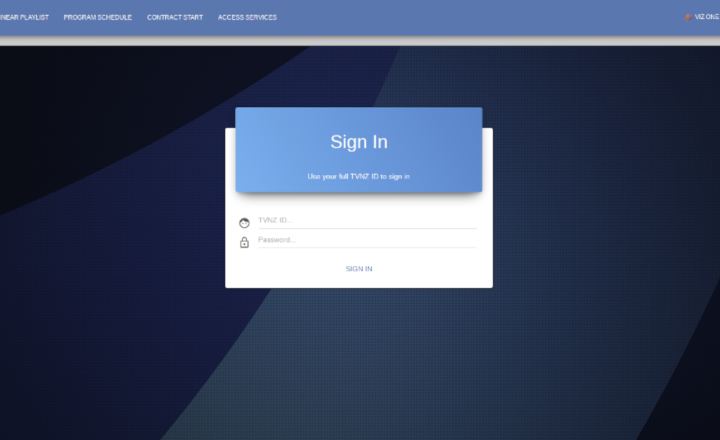 NEAR PLAYLIST PROGRAM SCHEDULE CONTRACT START ACCESS SERVICES VIZ ONE
Sign In
Use your full TVNZ ID to sign in
TVNZ ID...
Password...
SIGN IN